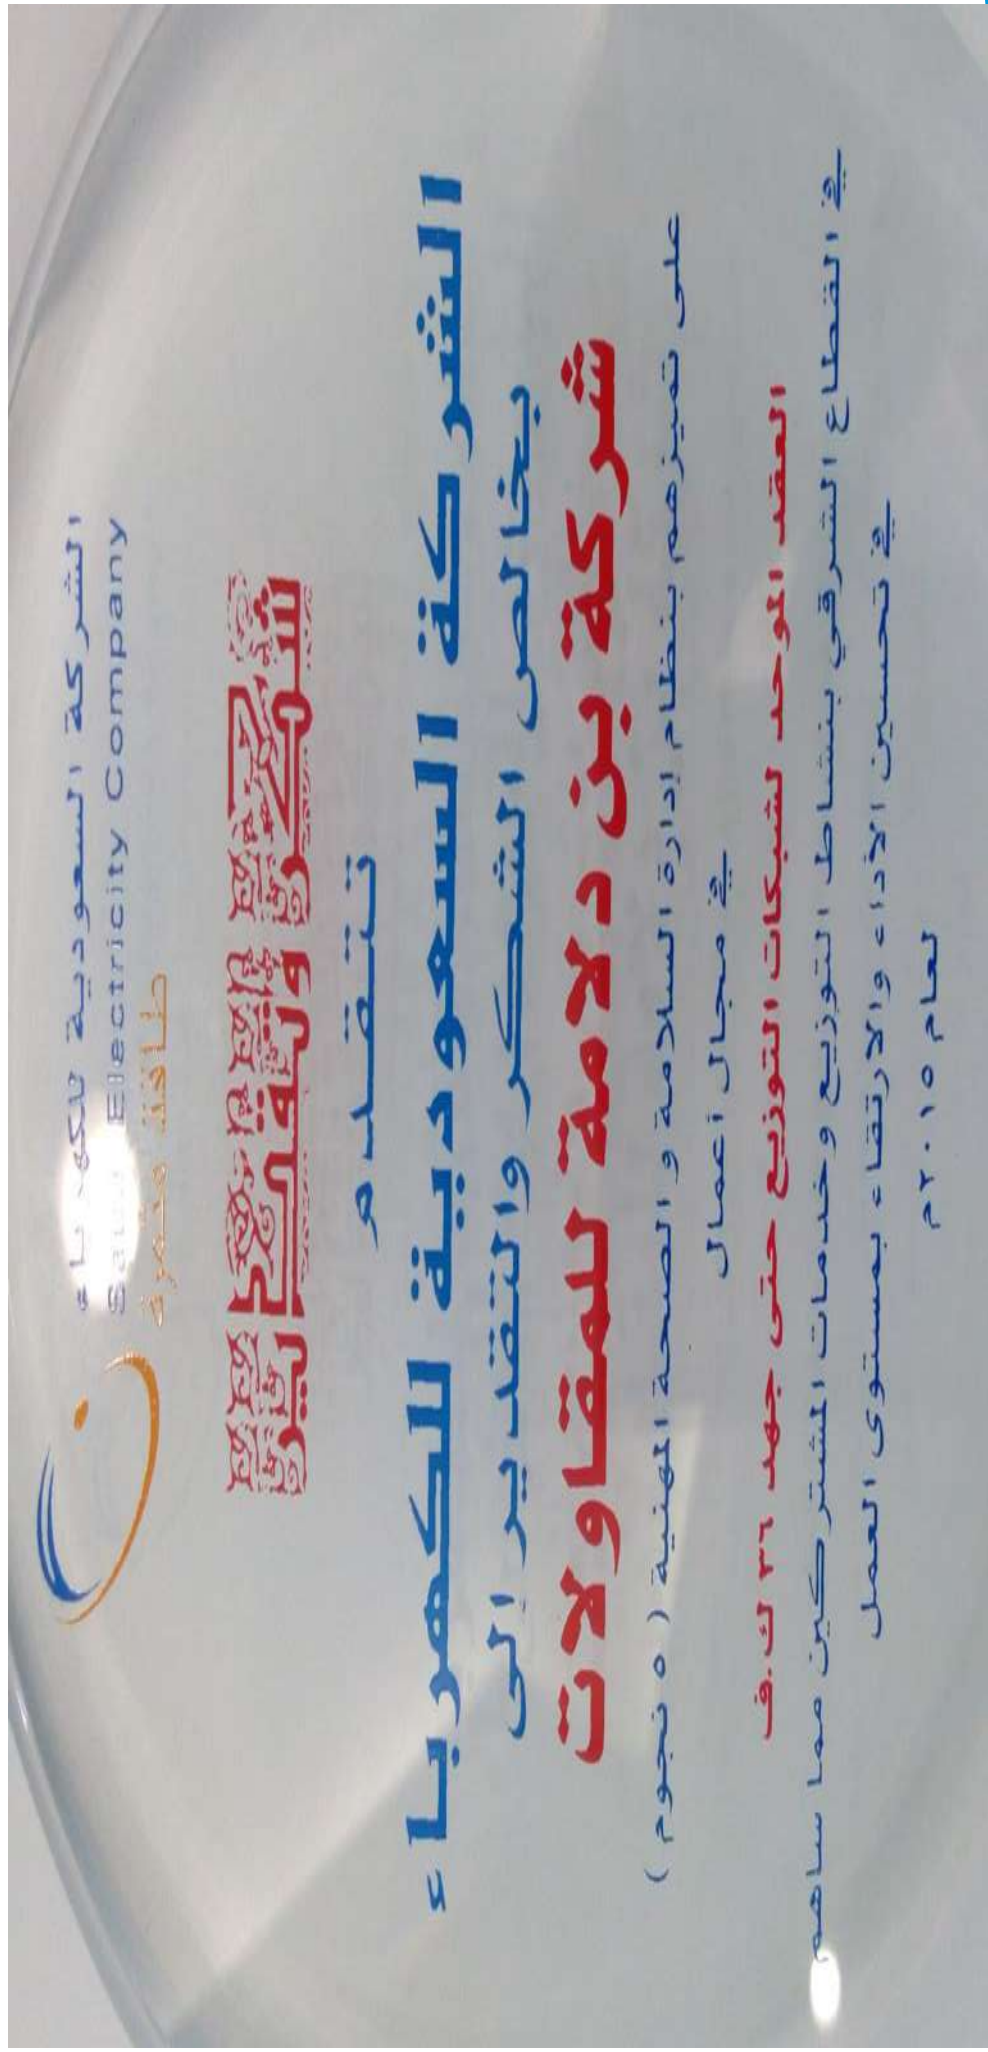 الشركة السعودية للكهرباء
Saudi Electricity Company
طاقة مثمرة
شكر وتقدير
تتقدم
الشركة السعودية للكهرباء
بخالص الشكر والتقدير الى
شركة بن دلامة للمقاولات
على تميزهم بنظام إدارة السلامة و الصحة المهنية ( ٥ نجوم )
في مجال أعمال
العقد الموحد لشبكات التوزيع حتى جهد ٣٦ ك.ف
في القطاع الشرقي بنشاط التوزيع وخدمات المشتركين مما ساهم
في تحسين الأداء والارتقاء بمستوى العمل
لعام ٢٠١٥م